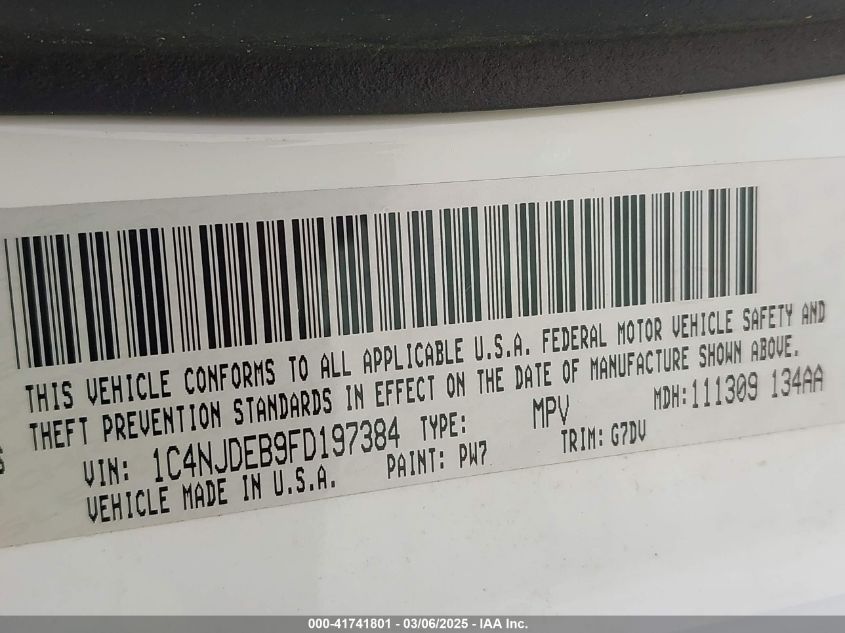 THIS VEHICLE CONFORMS TO ALL APPLICABLE U.S.A. FEDERAL MOTOR VEHICLE SAFETY AND
THEFT PREVENTION STANDARDS IN EFFECT ON THE DATE OF MANUFACTURE SHOWN ABOVE.
VIN: 1C4NJDEB9FD197384 TYPE: MPV MDH:111309 134AA
VEHICLE MADE IN U.S.A. PAINT: PW7 TRIM: G7DV
000-41741801 - 03/06/2025 - IAA Inc.